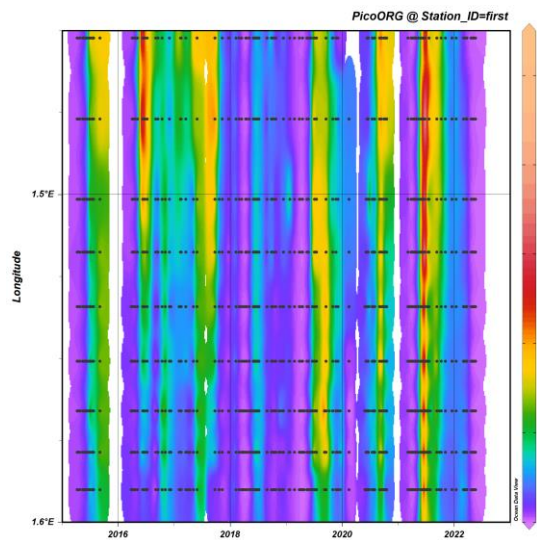 PicoORG @ Station_ID=first
1.5°E
Longitude
1.6°E
Ocean Data View
2016
2018
2020
2022